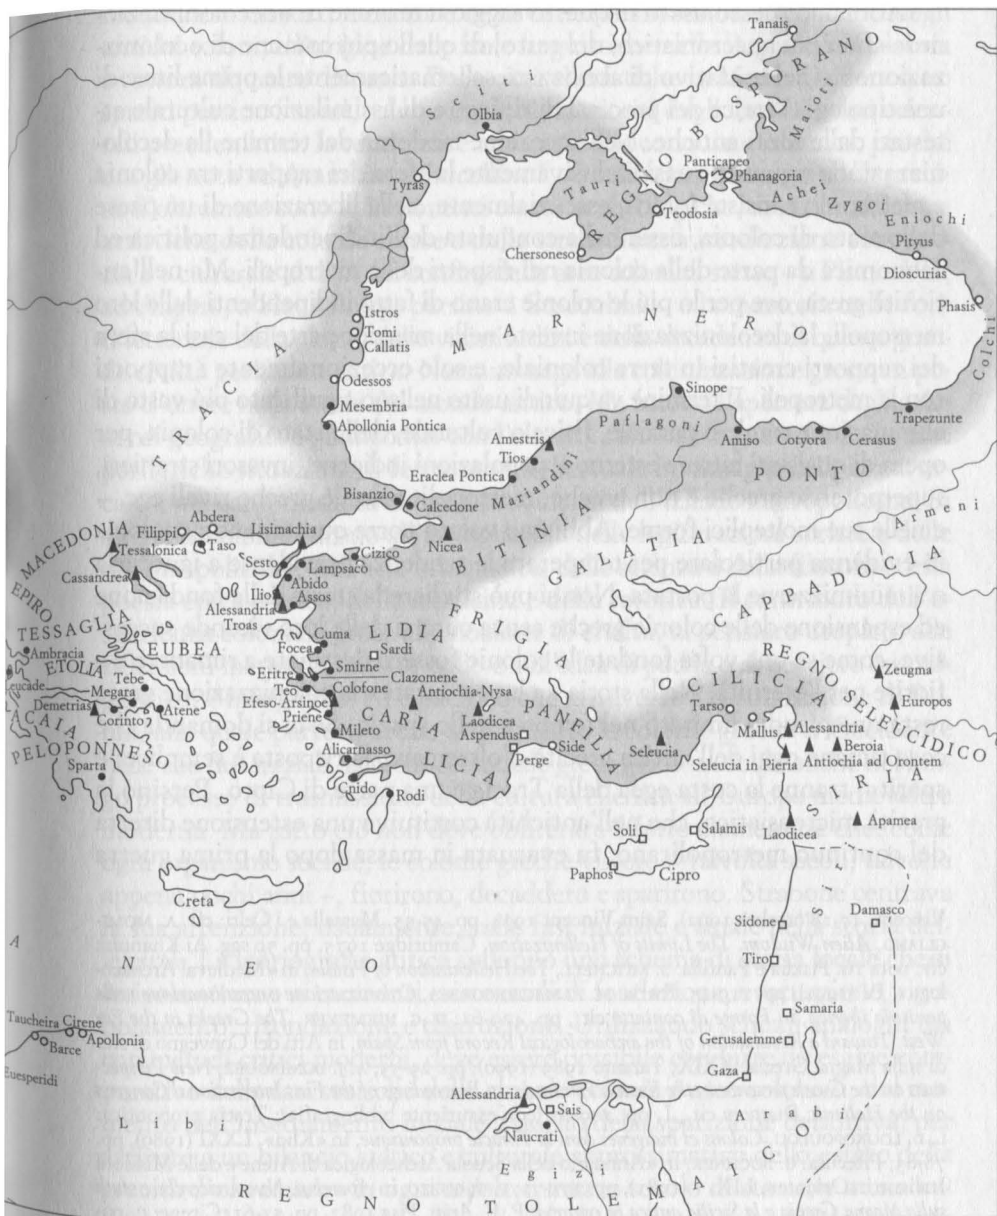 Tanais
Sciti
Olbia
REGNO BOSPORANO
Maioti
Panticapeo
Tyras
Tauri
Phanagoria
Achei
Zygoi
Teodosia
Eniochi
Chersoneso
Pityus
Dioscurias
Phasis
Colchi
Istros
Toni
Callatis
MAR NERO
TRACIA
Odessos
Sinope
Mesembria
Apollonia Pontica
Paflagoni
Trapezunte
Amestris
Amiso
Cotyora
Cerasus
Tios
PONTO
Eraclea Pontica
Mariandini
Bisanzio
Calcedone
Armeni
Abdera
MACEDONIA
Filippi
Lisimachia
Nicea
BITINIA
GALATIA
Tessalonica
Taso
Cizico
Sesto
Lampsaco
CAPPADOCIA
Cassandrea
Abido
EPIRO
Ilio
Assos
Alessandria
Troas
FRIGIA
TESSAGLIA
Cuma
LIDIA
Ambracia
EUBEA
Focea
Sardi
REGNO SELEUCIDICO
ETOLIA
Smirne
Zeugma
Tebe
Eritre
Clazomene
CILICIA
Megara
Teo
Colofone
Antiochia-Nysa
Demetrias
Efeso-Arsinoe
Tarso
Europos
Atene
Corinto
Priene
CARIA
Laodicea
PANFILIA
Mallus
Alessandria
PELOPONNESO
Mileto
Aspendus
Beroia
Side
Seleucia
Antiochia ad Orontem
Alicarnasso
LICIA
Perge
Seleucia in Pieria
Sparta
SIRIA
Cnido
Rodi
Soli
Salamis
Laodicea
Apamea
Paphos
Cipro
Creta
Damasco
Sidone
Tiro
Taucheira
Cirene
Samaria
Barce
Apollonia
Gerusalemme
Euesperidi
Gaza
Alessandria
Sais
Arabi
Libi
Naucrati
Egizi
REGNO TOLEMAICO